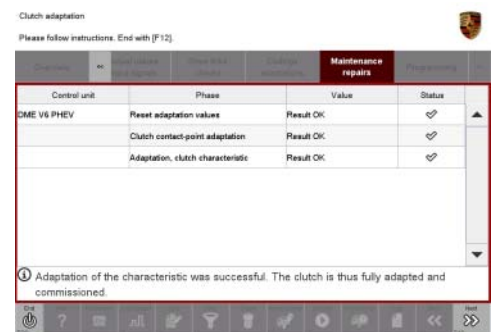 Clutch adaptation
Please follow instructions. End with [F12].
Overview
Maintenance
repairs
Programming
Control unit Phase Value Status
DME V6 PHEV Reset adaptation values Result OK
Clutch contact-point adaptation Result OK
Adaptation, clutch characteristic Result OK
Adaptation of the characteristic was successful. The clutch is thus fully adapted and
commissioned.